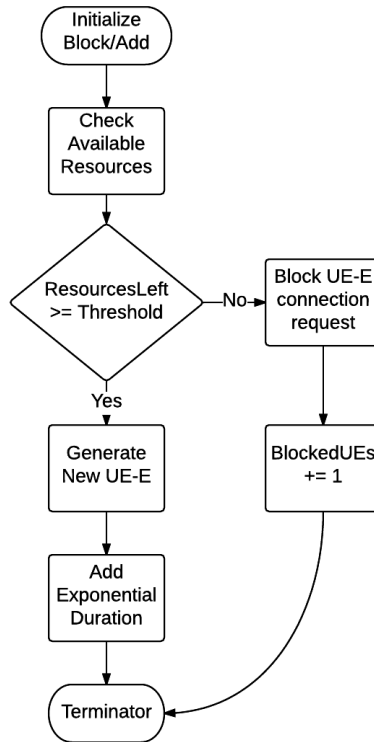 Initialize
Block/Add
Check
Available
Resources
ResourcesLeft
>= Threshold
No
Block UE-E
connection
request
Yes
Generate
New UE-E
BlockedUEs
+= 1
Add
Exponential
Duration
Terminator